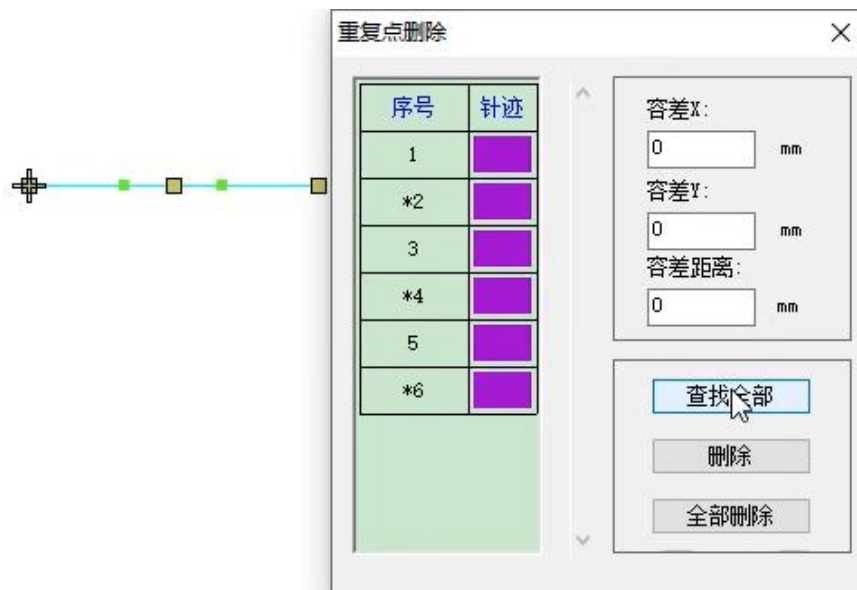 重复点删除
序号 针迹
1
*2
3
*4
5
*6
容差X:
0 mm
容差Y:
0 mm
容差距离:
0 mm
查找全部
删除
全部删除